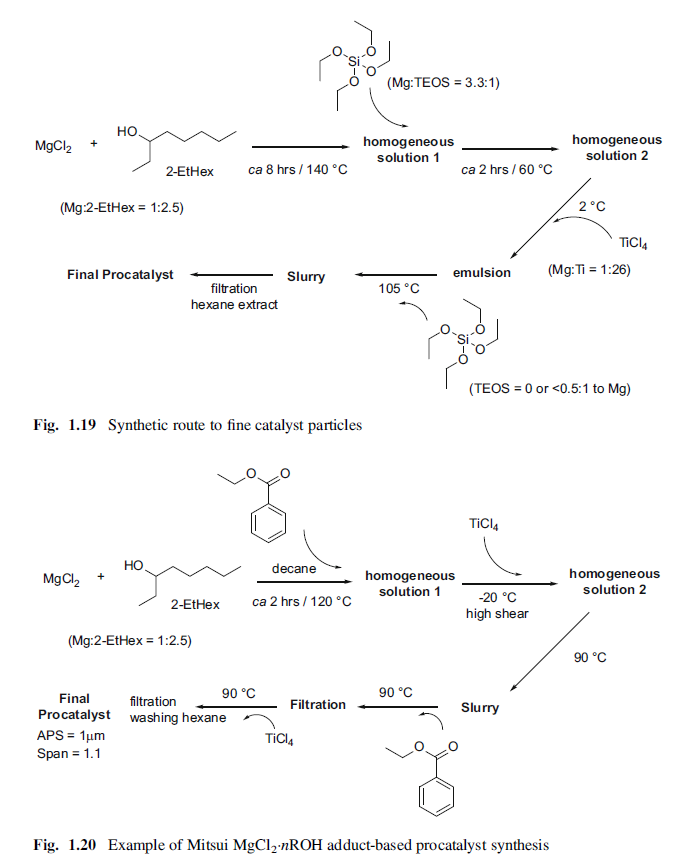 O O
Si
O O
(Mg:TEOS = 3.3:1)
MgCl₂ + HO
2-EtHex
ca 8 hrs / 140 °C
homogeneous
solution 1
ca 2 hrs / 60 °C
homogeneous
solution 2
(Mg:2-EtHex = 1:2.5)
2 °C
TiCl₄
(Mg:Ti = 1:26)
emulsion
105 °C
Slurry
filtration
hexane extract
Final Procatalyst
O O
Si
O O
(TEOS = 0 or <0.5:1 to Mg)
Fig. 1.19 Synthetic route to fine catalyst particles
O O
MgCl₂ + HO
2-EtHex
decane
ca 2 hrs / 120 °C
homogeneous
solution 1
TiCl₄
-20 °C
high shear
homogeneous
solution 2
(Mg:2-EtHex = 1:2.5)
90 °C
Slurry
90 °C
O O
Filtration
90 °C
TiCl₄
filtration
washing hexane
Final
Procatalyst
APS = 1μm
Span = 1.1
Fig. 1.20 Example of Mitsui MgCl₂·nROH adduct-based procatalyst synthesis